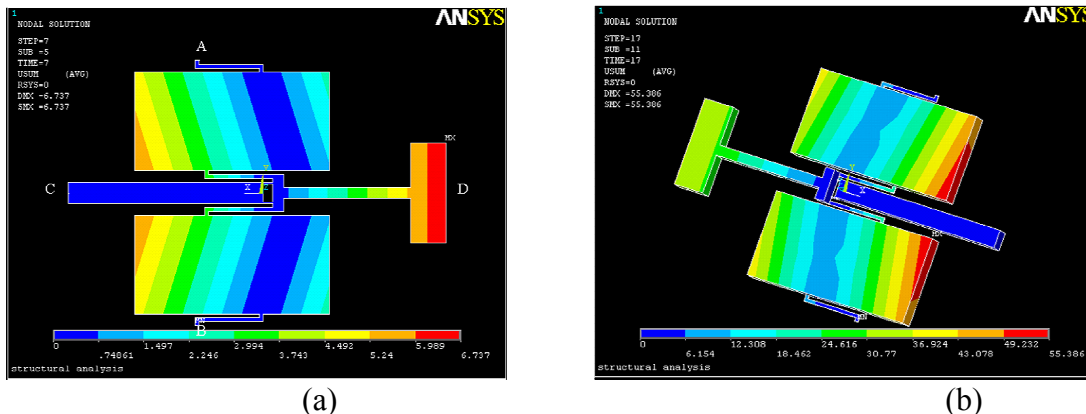 1
ANSYS
NODAL SOLUTION
STEP=7
SUB =5
TIME=7
USUM (AVG)
RSYS=0
DMX =6.737
SMX =6.737
A
MX
C
Y
X
D
MN
B
0 1.497 2.994 4.492 5.989
.74861 2.246 3.743 5.24 6.737
structural analysis
(a)
1
ANSYS
NODAL SOLUTION
STEP=17
SUB =11
TIME=17
USUM (AVG)
RSYS=0
DMX =55.386
SMX =55.386
Y
X
MX
MN
0 12.308 24.616 36.924 49.232
6.154 18.462 30.77 43.078 55.386
structural analysis
(b)